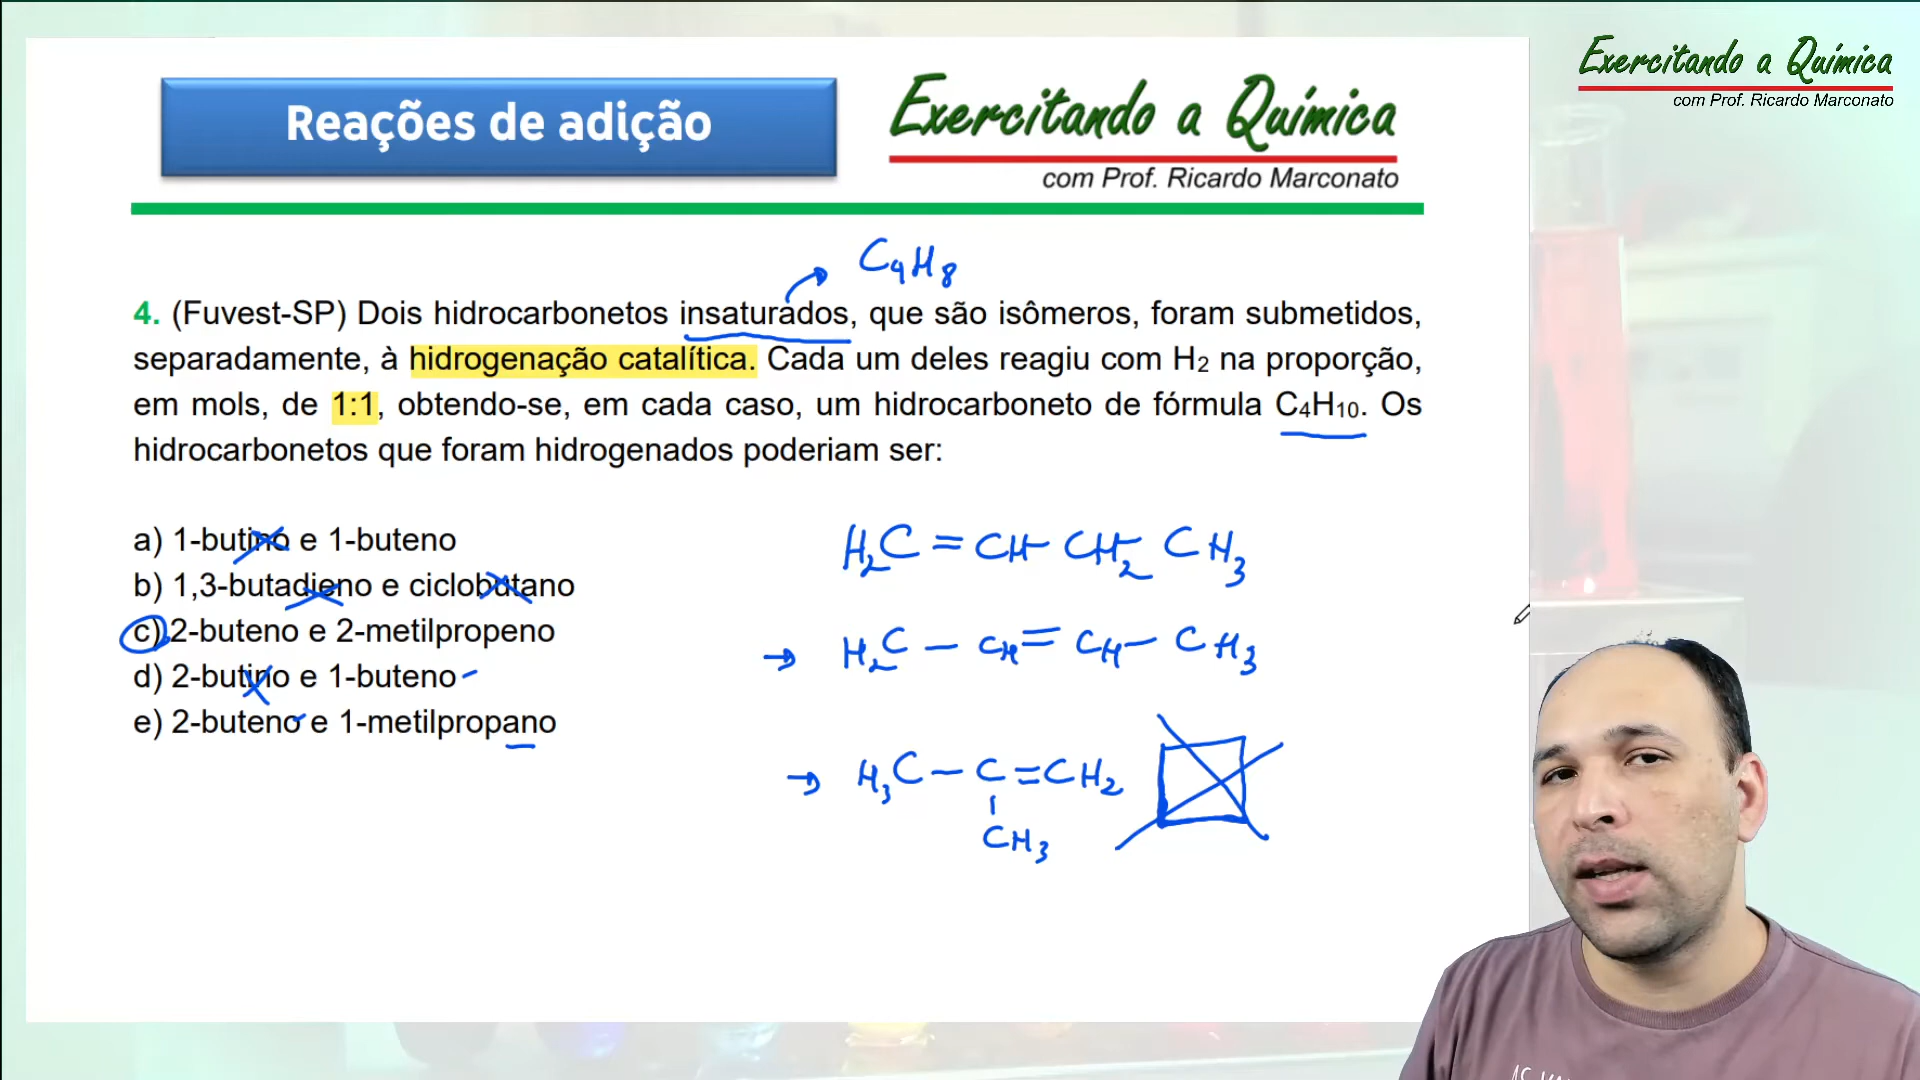 Exercitando a Química
com Prof. Ricardo Marconato
Reações de adição
Exercitando a Química
com Prof. Ricardo Marconato
C4H8
4. (Fuvest-SP) Dois hidrocarbonetos insaturados, que são isômeros, foram submetidos,
separadamente, à hidrogenação catalítica. Cada um deles reagiu com H2 na proporção,
em mols, de 1:1, obtendo-se, em cada caso, um hidrocarboneto de fórmula C4H10. Os
hidrocarbonetos que foram hidrogenados poderiam ser:
a) 1-butino e 1-buteno
b) 1,3-butadieno e ciclobutano
c) 2-buteno e 2-metilpropeno
d) 2-butino e 1-buteno
e) 2-buteno e 1-metilpropano
H2C = CH - CH2 CH3
→ H2C - CH = CH - CH3
→ H3C - C = CH2
CH3